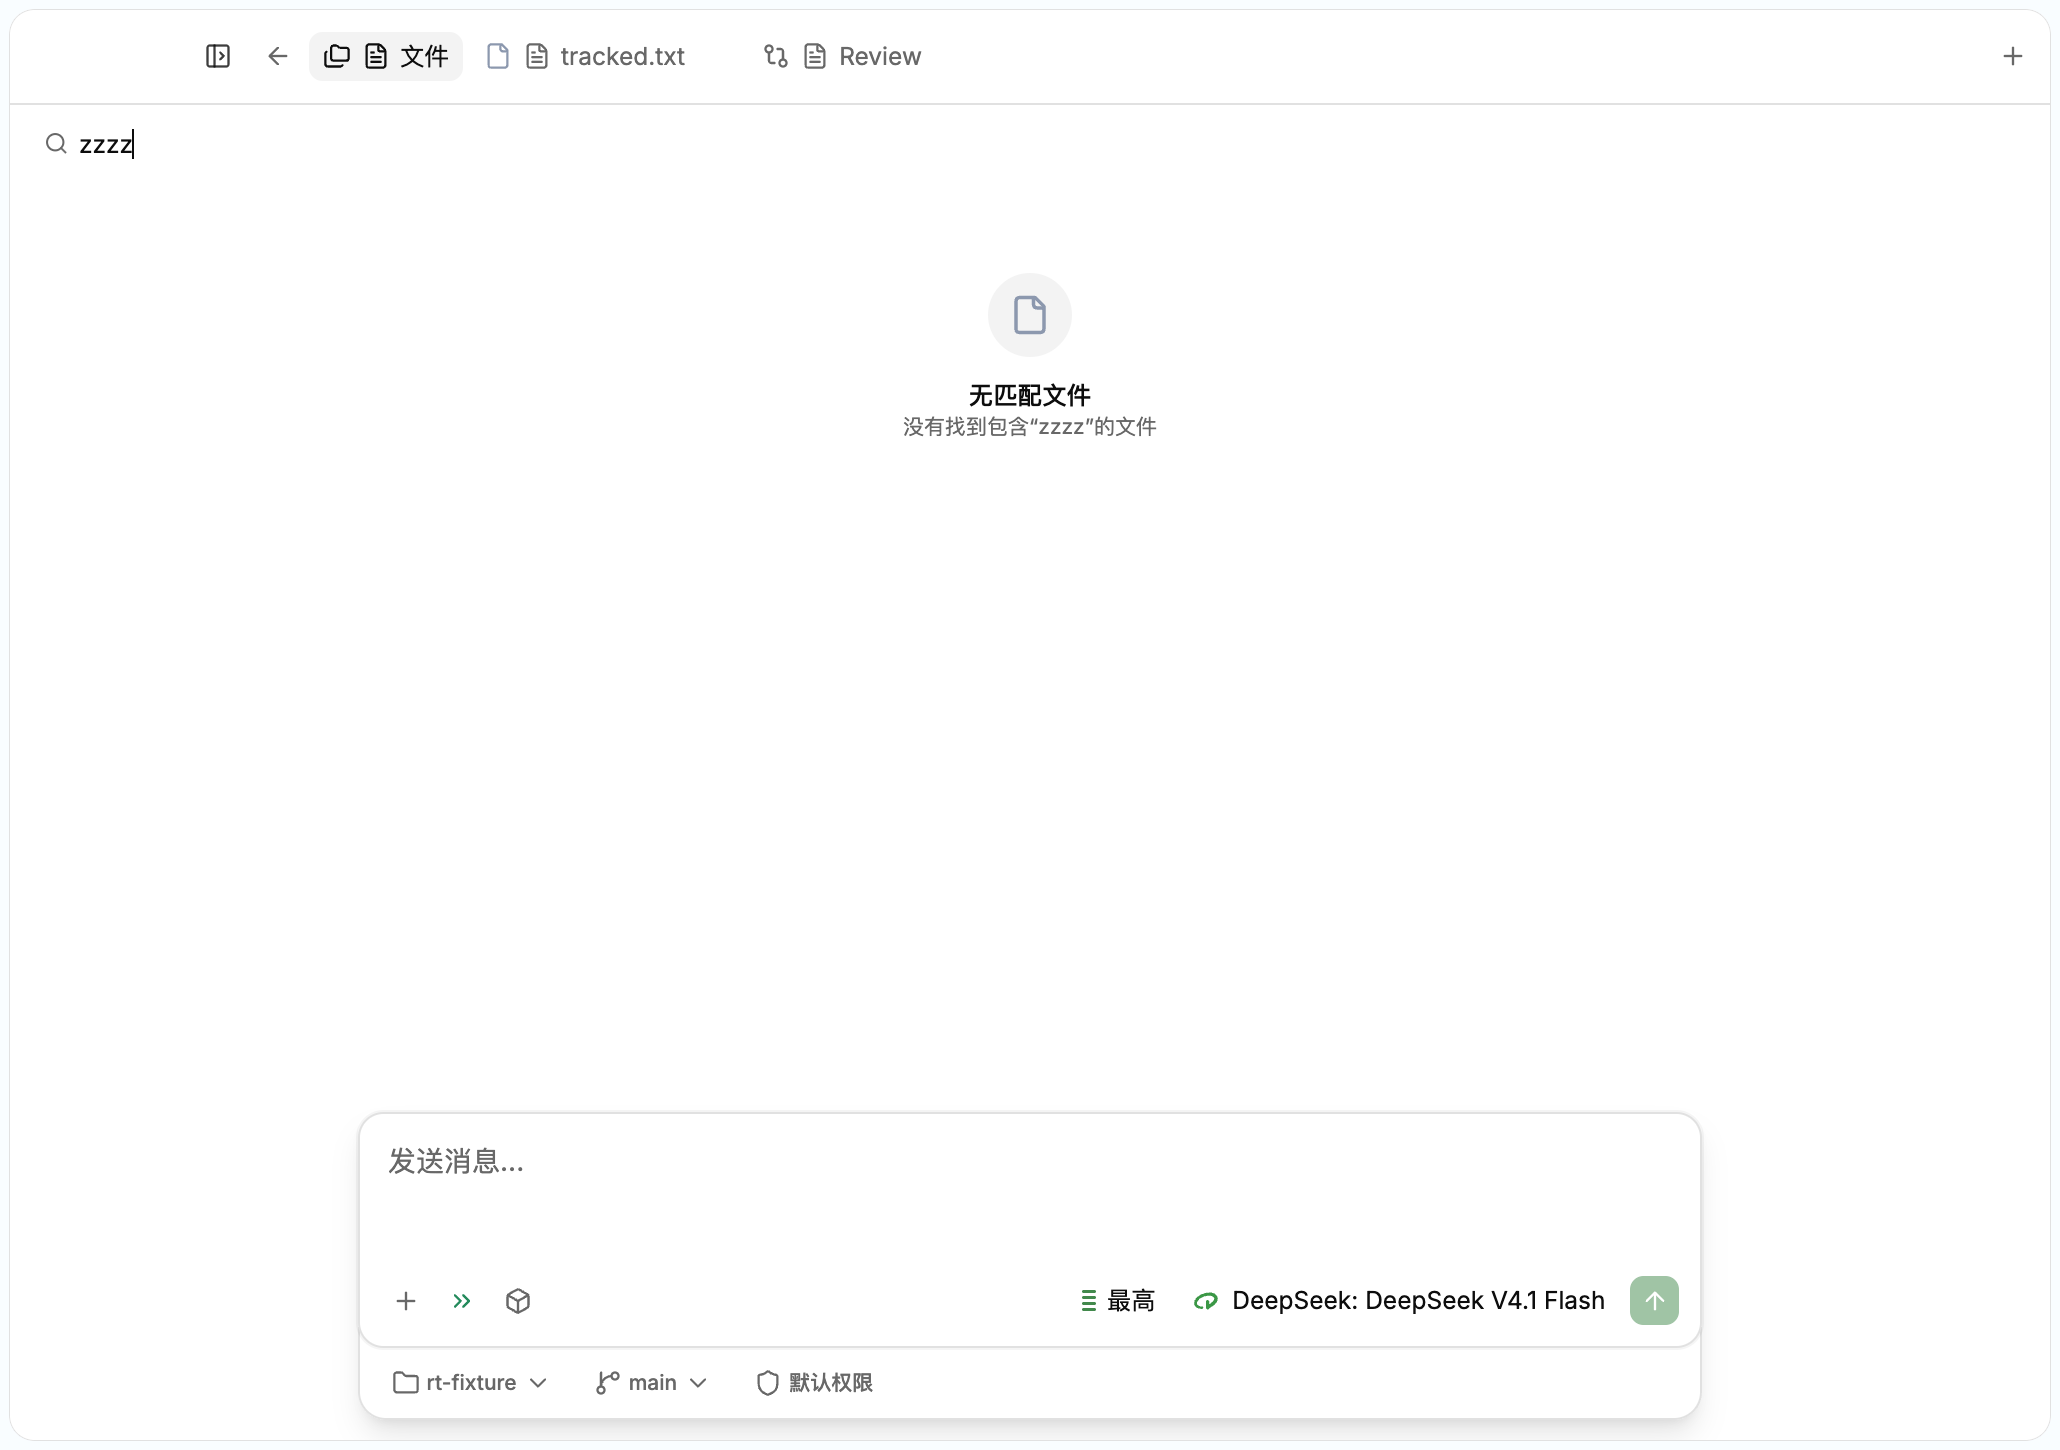 文件 tracked.txt Review
zzzz
无匹配文件
没有找到包含“zzzz”的文件
发送消息...
最高 DeepSeek: DeepSeek V4.1 Flash
rt-fixture main 默认权限